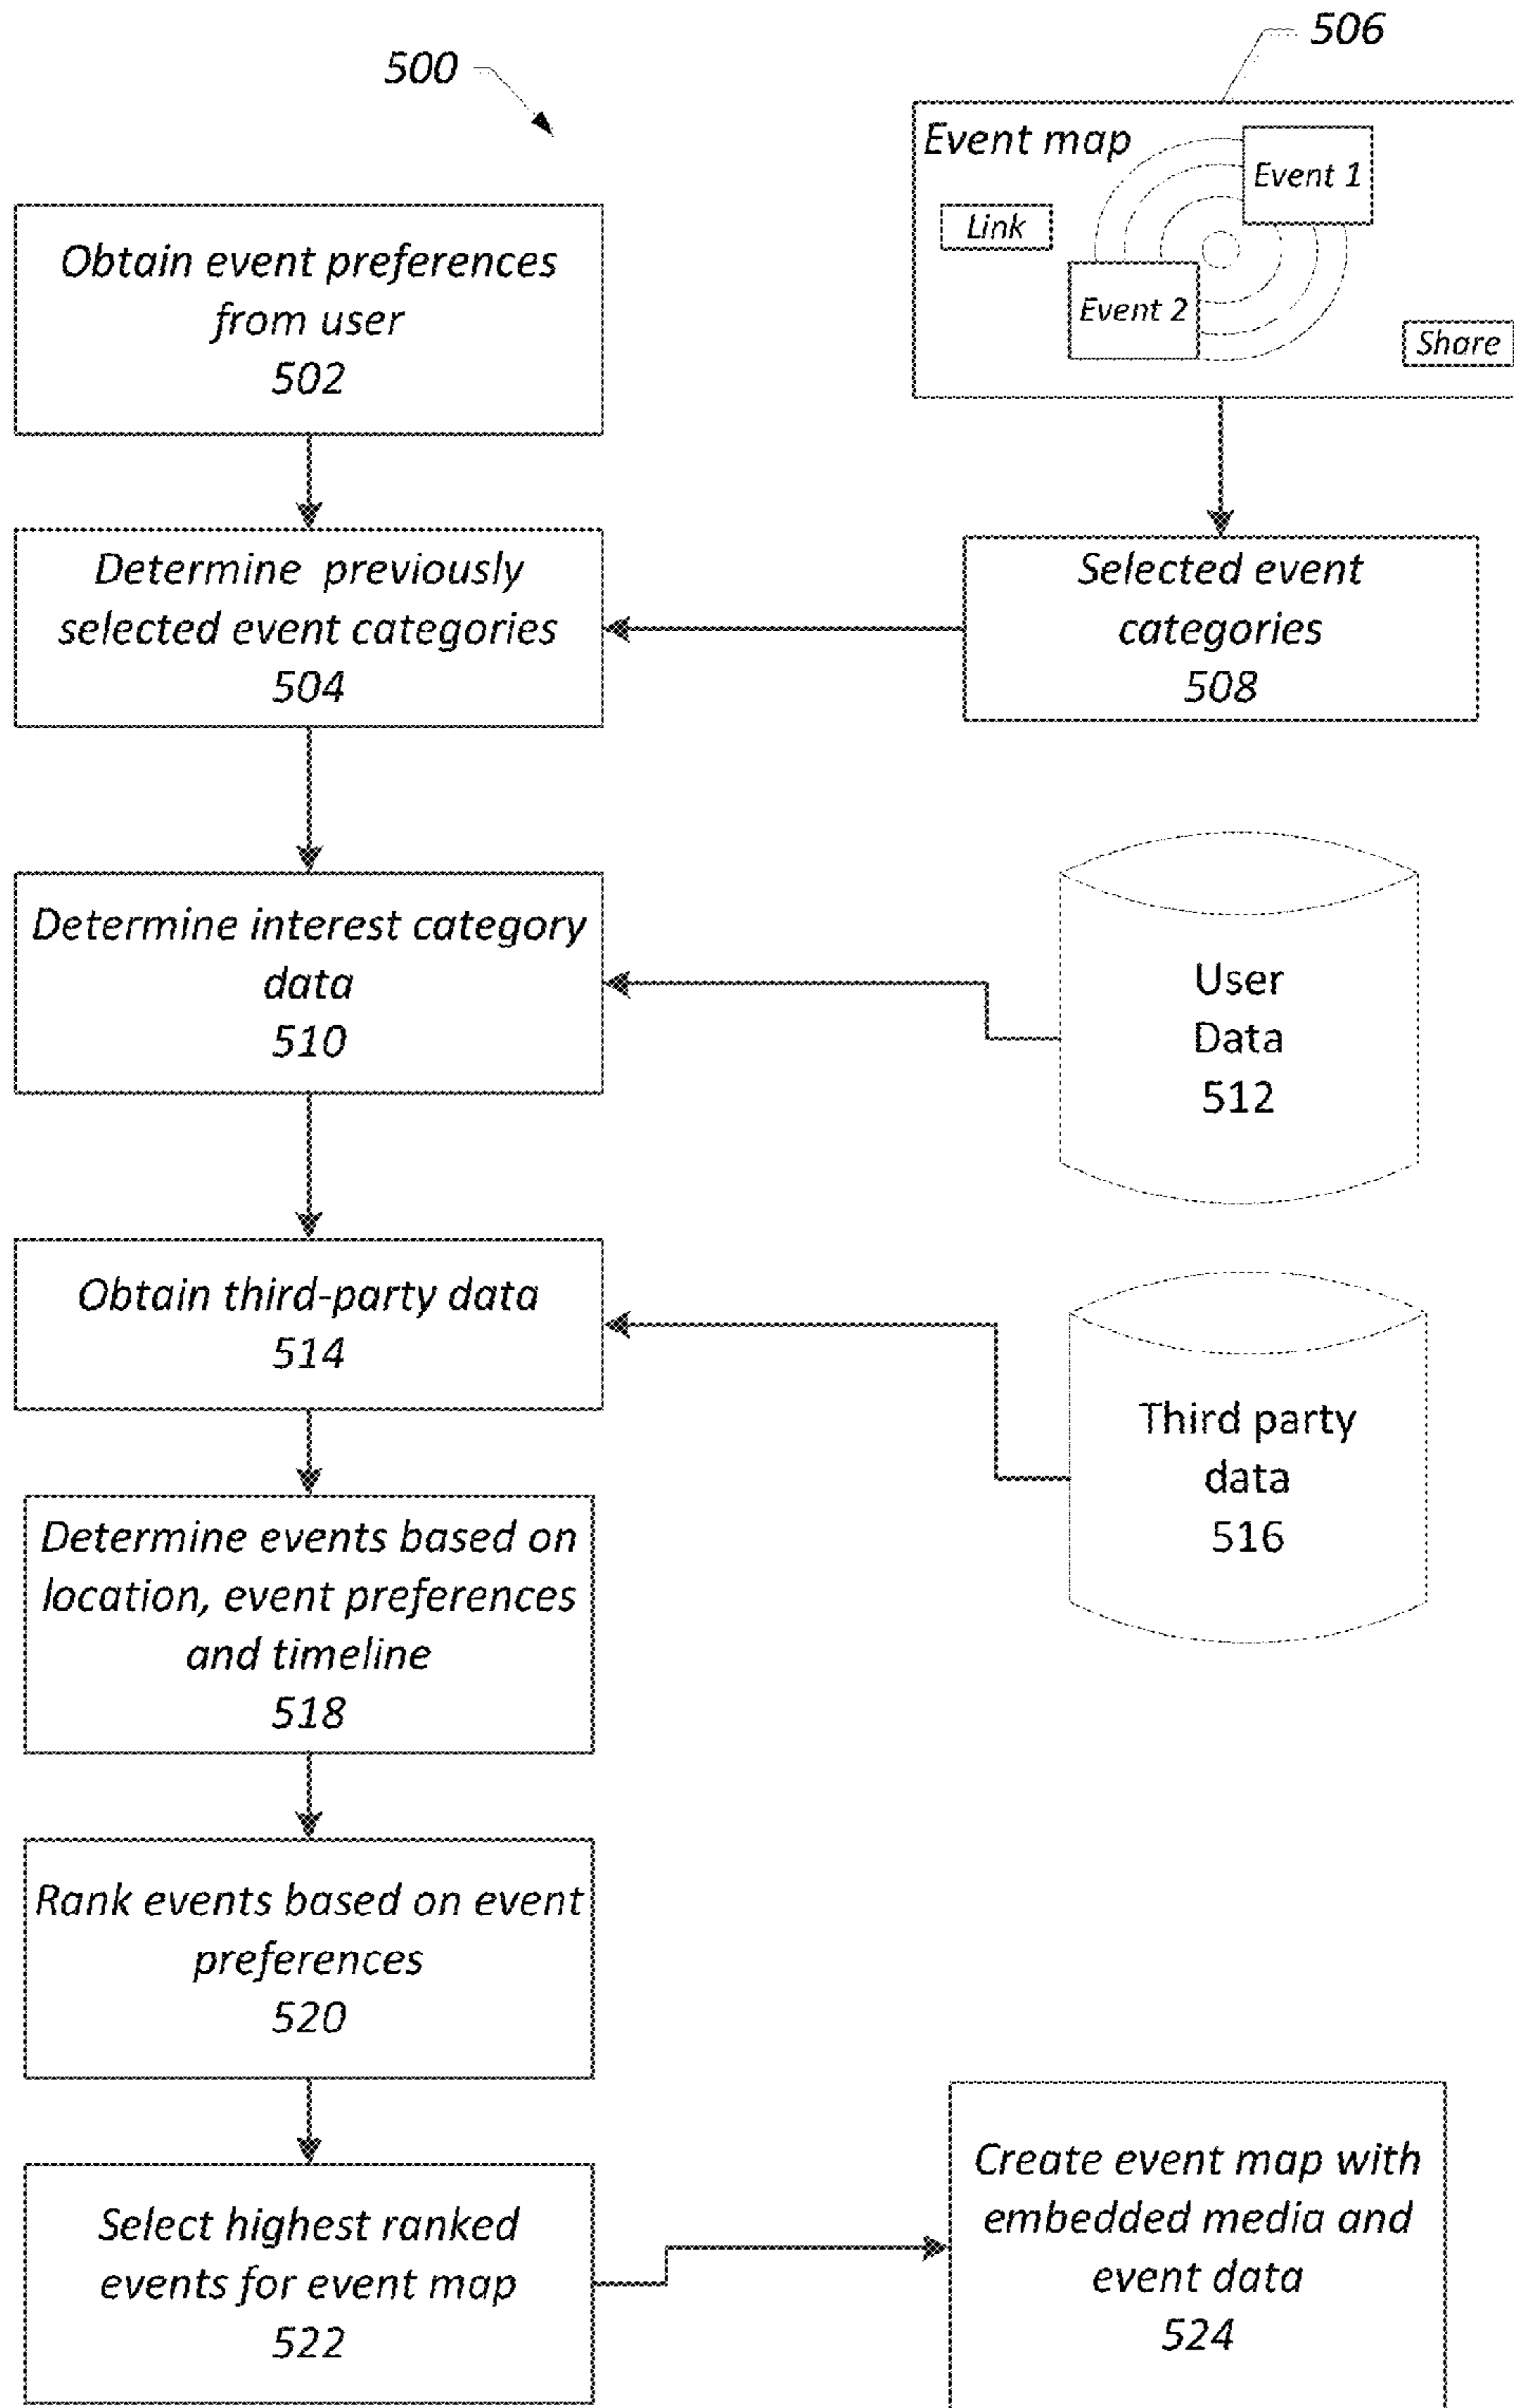 500
506
Event map
Event 1
Link
Event 2
Share
Obtain event preferences
from user
502
Determine previously
selected event categories
504
Selected event
categories
508
Determine interest category
data
510
User
Data
512
Obtain third-party data
514
Third party
data
516
Determine events based on
location, event preferences
and timeline
518
Rank events based on event
preferences
520
Select highest ranked
events for event map
522
Create event map with
embedded media and
event data
524